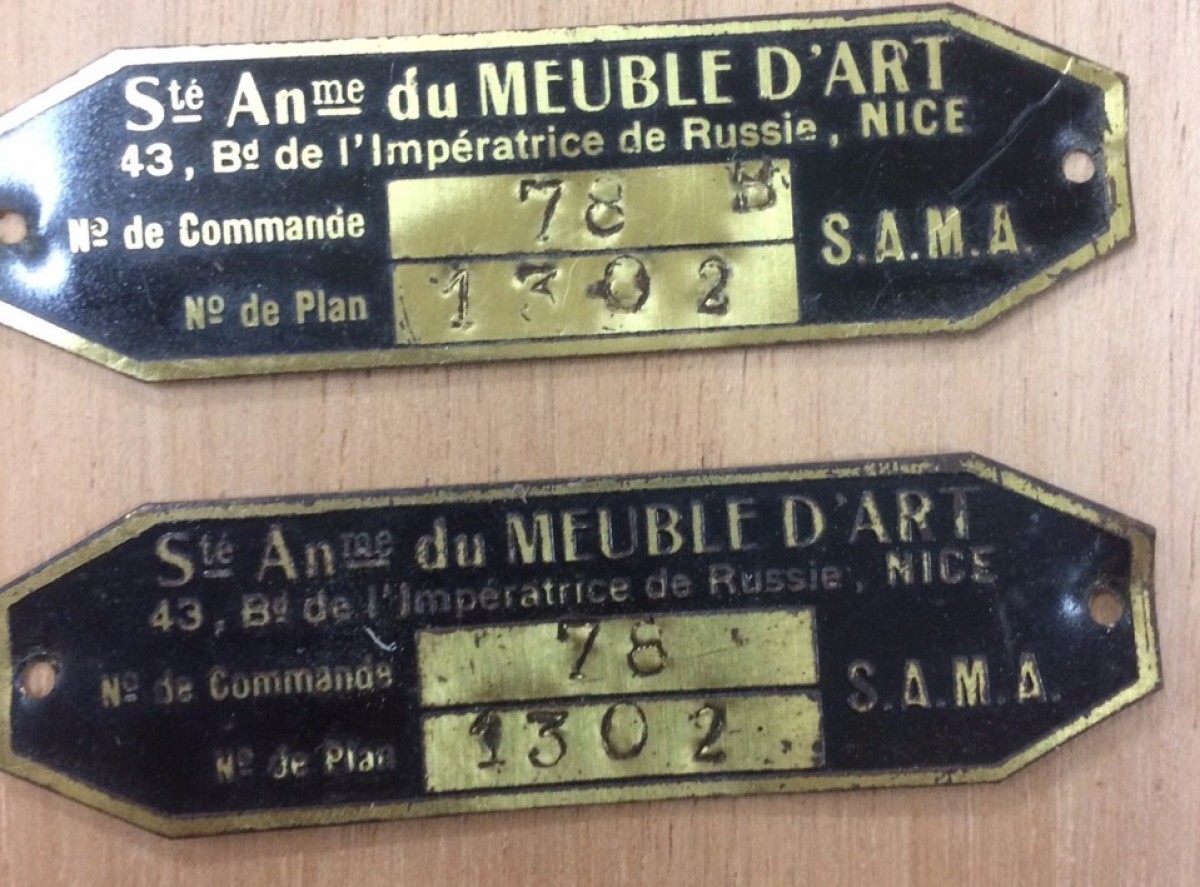 Sté Anme du MEUBLE D'ART
43, Bd de l'Impératrice de Russie, NICE
No de Commande 78 B
No de Plan 1302
S.A.M.A.
Sté Anme du MEUBLE D'ART
43, Bd de l'Impératrice de Russie, NICE
No de Commande 78
No de Plan 1302
S.A.M.A.